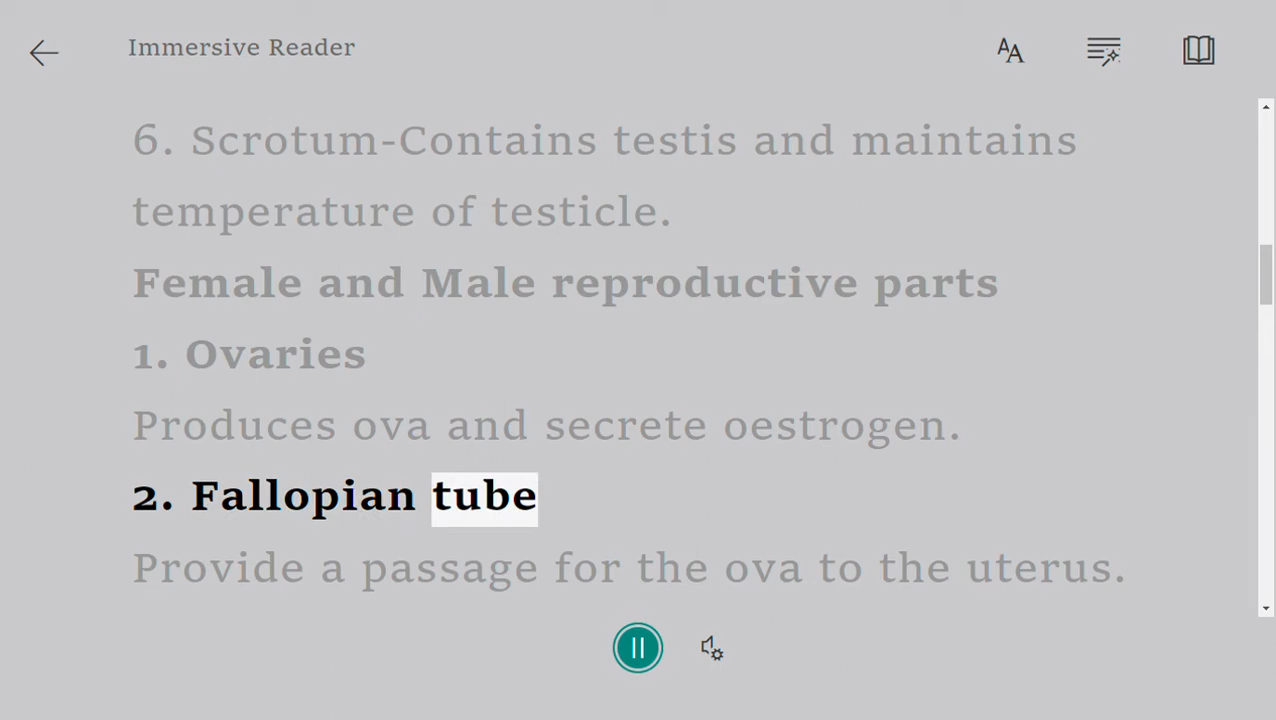 Immersive Reader
6. Scrotum-Contains testis and maintains
temperature of testicle.
Female and Male reproductive parts
1. Ovaries
Produces ova and secrete oestrogen.
2. Fallopian tube
Provide a passage for the ova to the uterus.